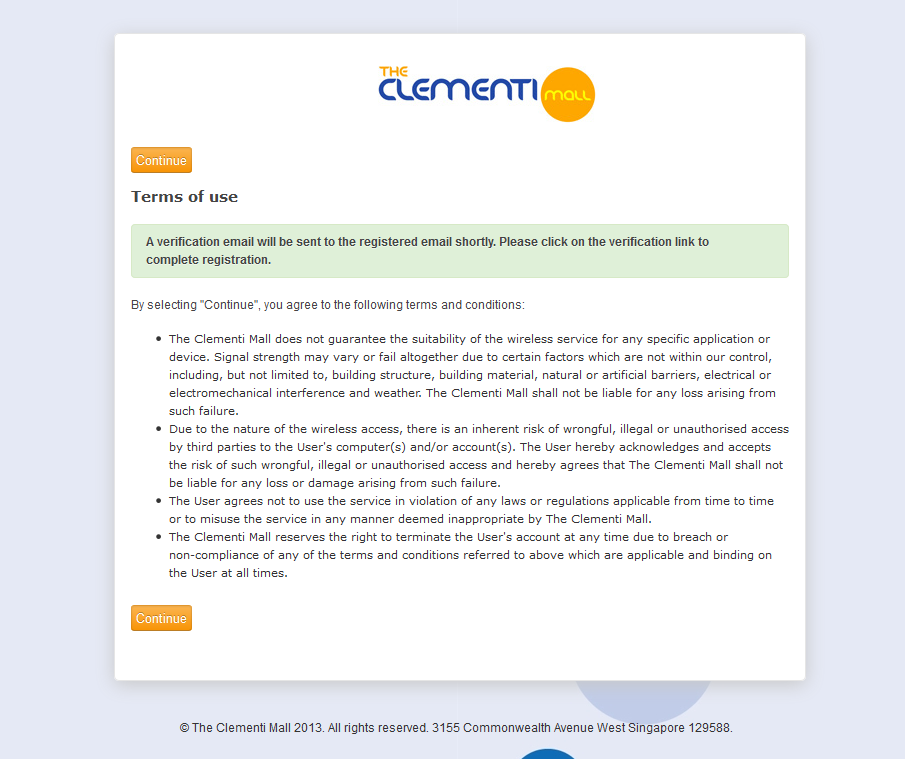 THE
CLEMENTI mall
Continue
Terms of use
A verification email will be sent to the registered email shortly. Please click on the verification link to
complete registration.
By selecting "Continue", you agree to the following terms and conditions:
• The Clementi Mall does not guarantee the suitability of the wireless service for any specific application or
device. Signal strength may vary or fail altogether due to certain factors which are not within our control,
including, but not limited to, building structure, building material, natural or artificial barriers, electrical or
electromechanical interference and weather. The Clementi Mall shall not be liable for any loss arising from
such failure.
• Due to the nature of the wireless access, there is an inherent risk of wrongful, illegal or unauthorised access
by third parties to the User's computer(s) and/or account(s). The User hereby acknowledges and accepts
the risk of such wrongful, illegal or unauthorised access and hereby agrees that The Clementi Mall shall not
be liable for any loss or damage arising from such failure.
• The User agrees not to use the service in violation of any laws or regulations applicable from time to time
or to misuse the service in any manner deemed inappropriate by The Clementi Mall.
• The Clementi Mall reserves the right to terminate the User's account at any time due to breach or
non-compliance of any of the terms and conditions referred to above which are applicable and binding on
the User at all times.
Continue
© The Clementi Mall 2013. All rights reserved. 3155 Commonwealth Avenue West Singapore 129588.